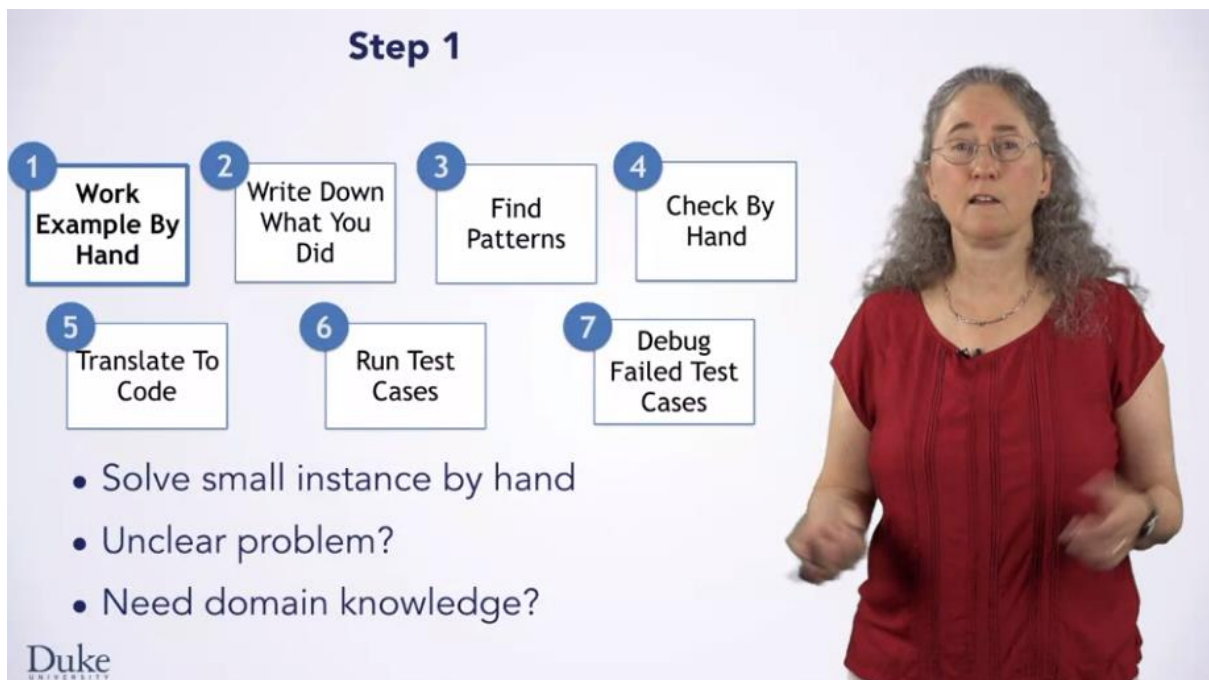 Step 1
1
Work
Example By
Hand
2
Write Down
What You
Did
3
Find
Patterns
4
Check By
Hand
5
Translate To
Code
6
Run Test
Cases
7
Debug
Failed Test
Cases
• Solve small instance by hand
• Unclear problem?
• Need domain knowledge?
Duke
UNIVERSITY